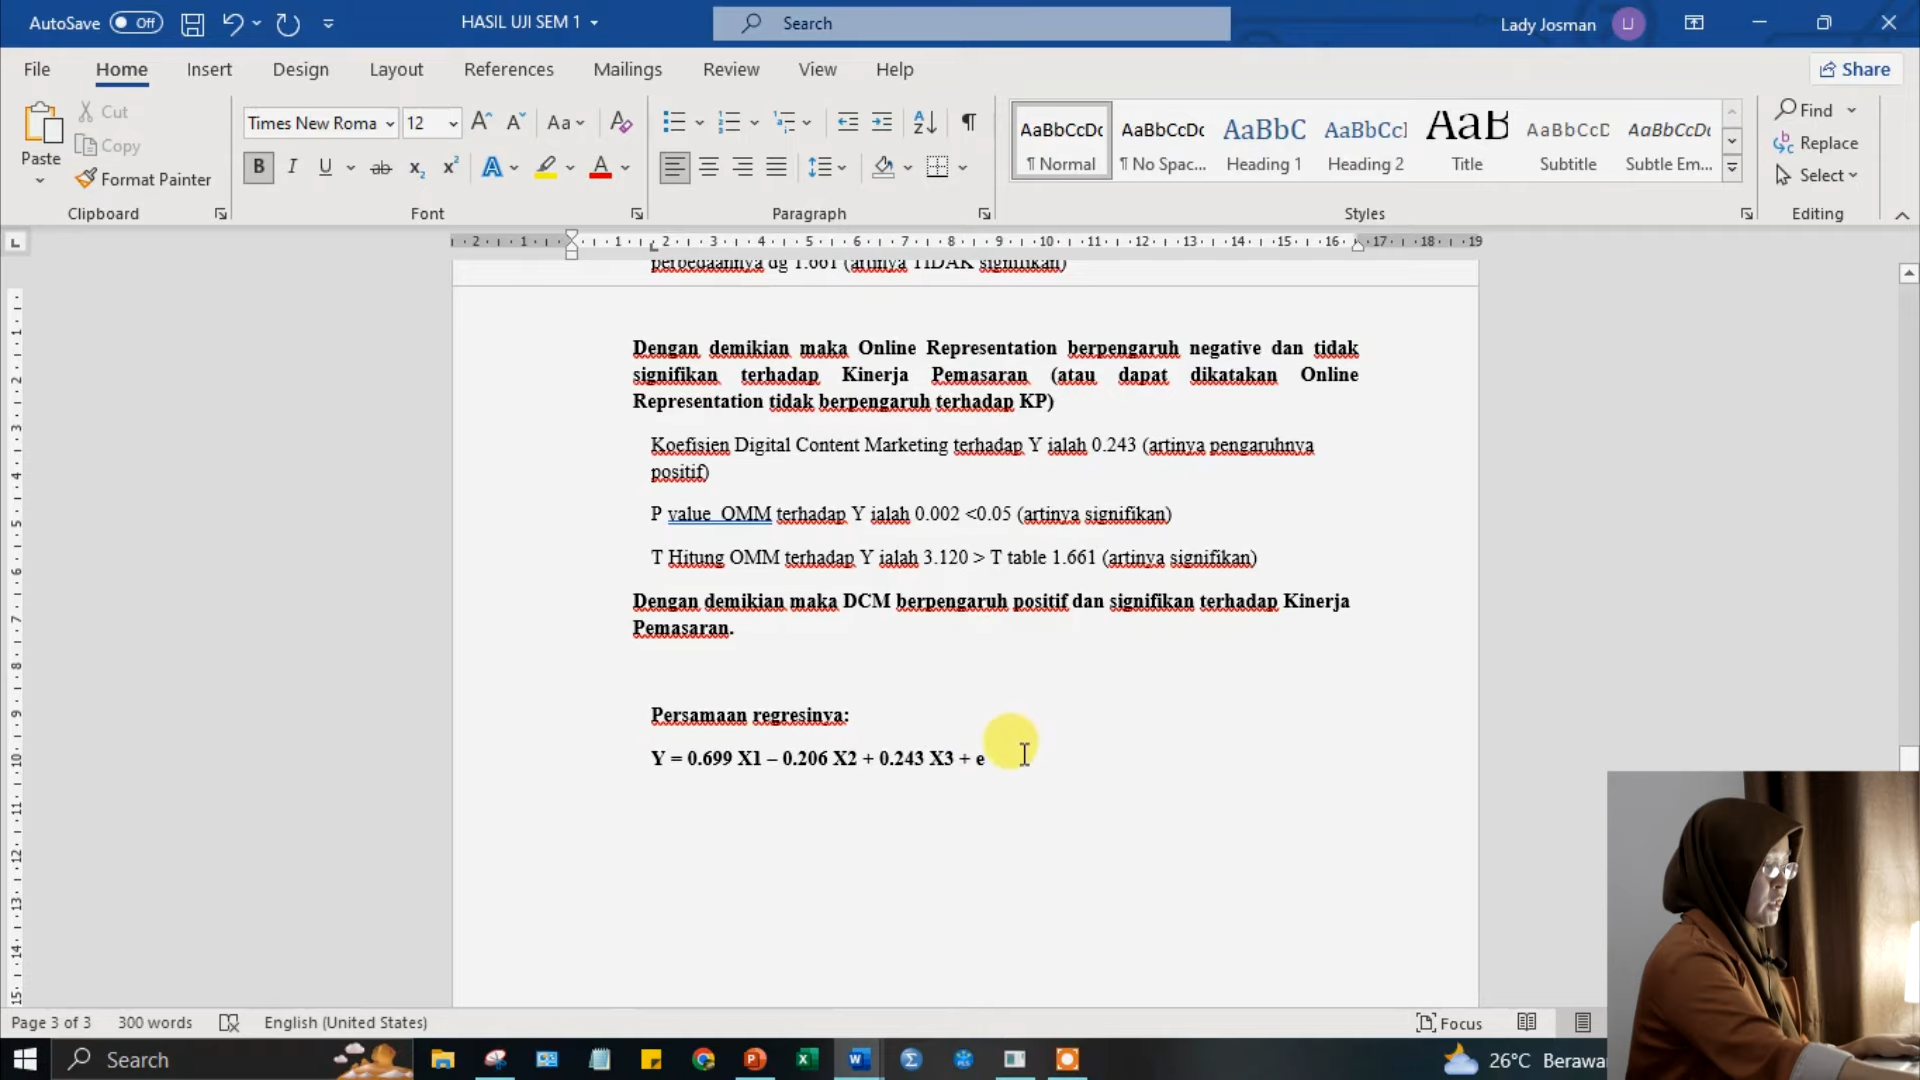 AutoSave Off HASIL UJI SEM 1 Search Lady Josman LJ
File Home Insert Design Layout References Mailings Review View Help Share
Paste Cut Copy Format Painter Clipboard
Times New Roma 12 Aa
B I U ab x₂ x² A A Font
Paragraph
AaBbCcDc ¶ Normal
AaBbCcDc ¶ No Spac...
AaBbC Heading 1
AaBbCcI Heading 2
AaB Title
AaBbCcD Subtitle
AaBbCcDc Subtle Em...
Styles
Find Replace Select Editing
perbedaannya dg 1.661 (artinya TIDAK signifikan)
Dengan demikian maka Online Representation berpengaruh negative dan tidak
signifikan terhadap Kinerja Pemasaran (atau dapat dikatakan Online
Representation tidak berpengaruh terhadap KP)
Koefisien Digital Content Marketing terhadap Y ialah 0.243 (artinya pengaruhnya
positif)
P value OMM terhadap Y ialah 0.002 <0.05 (artinya signifikan)
T Hitung OMM terhadap Y ialah 3.120 > T table 1.661 (artinya signifikan)
Dengan demikian maka DCM berpengaruh positif dan signifikan terhadap Kinerja
Pemasaran.
Persamaan regresinya:
Y = 0.699 X1 – 0.206 X2 + 0.243 X3 + e
Page 3 of 3 300 words English (United States) Focus
Search 26°C